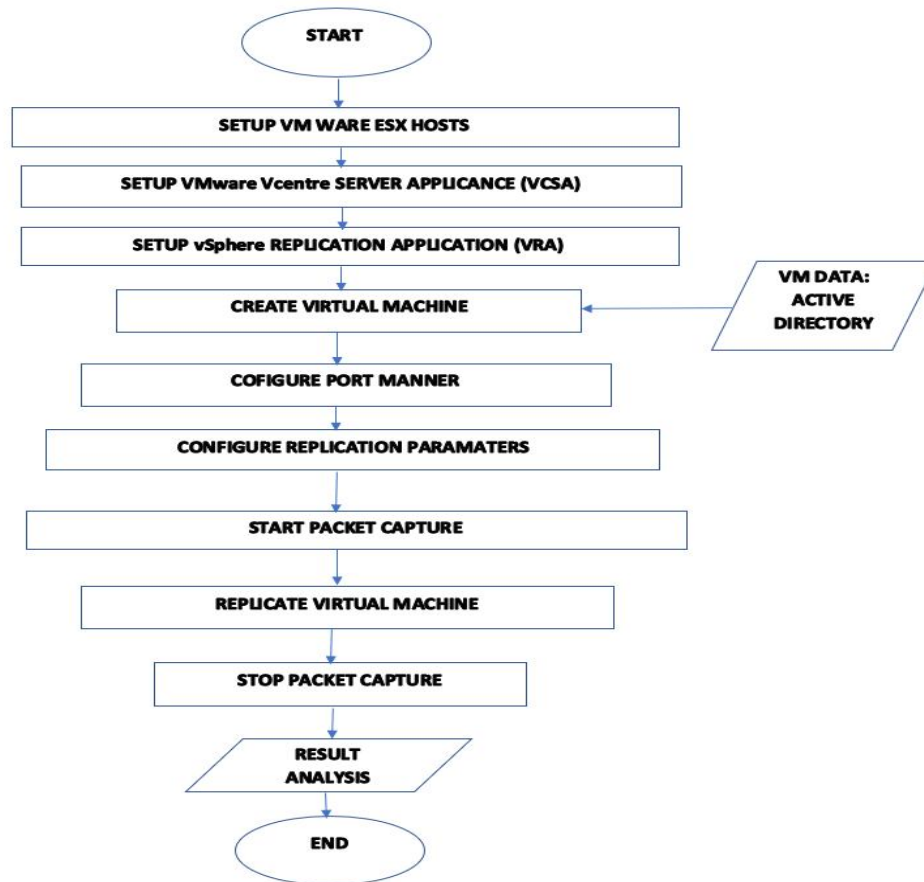 START
SETUP VM WARE ESX HOSTS
SETUP VMware Vcentre SERVER APPLICANCE (VCSA)
SETUP vSphere REPLICATION APPLICATION (VRA)
VM DATA:
ACTIVE
DIRECTORY
CREATE VIRTUAL MACHINE
COFIGURE PORT MANNER
CONFIGURE REPLICATION PARAMATERS
START PACKET CAPTURE
REPLICATE VIRTUAL MACHINE
STOP PACKET CAPTURE
RESULT
ANALYSIS
END